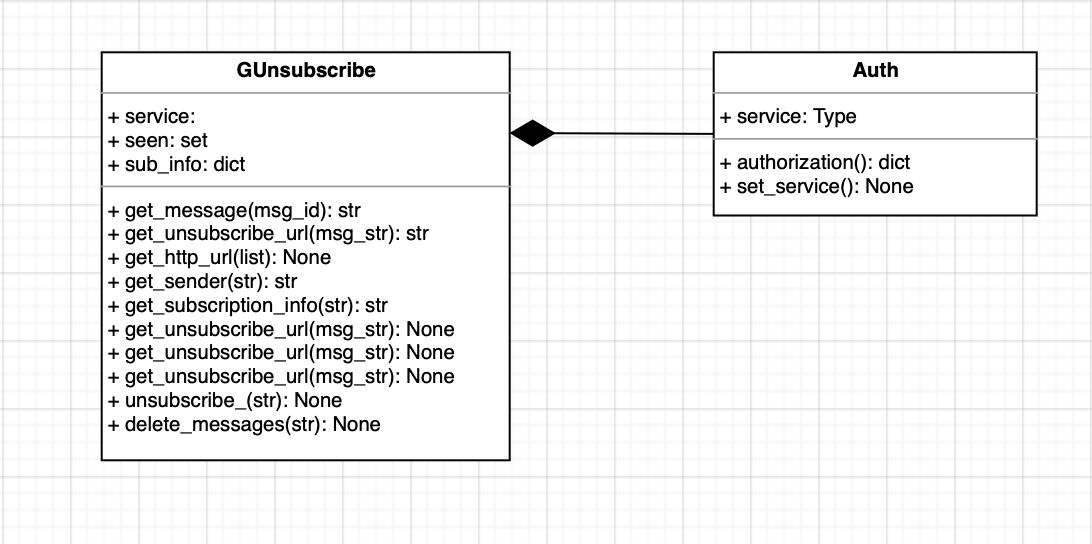 GUnsubscribe
+ service:
+ seen: set
+ sub_info: dict
+ get_message(msg_id): str
+ get_unsubscribe_url(msg_str): str
+ get_http_url(list): None
+ get_sender(str): str
+ get_subscription_info(str): str
+ get_unsubscribe_url(msg_str): None
+ get_unsubscribe_url(msg_str): None
+ get_unsubscribe_url(msg_str): None
+ unsubscribe_(str): None
+ delete_messages(str): None
Auth
+ service: Type
+ authorization(): dict
+ set_service(): None